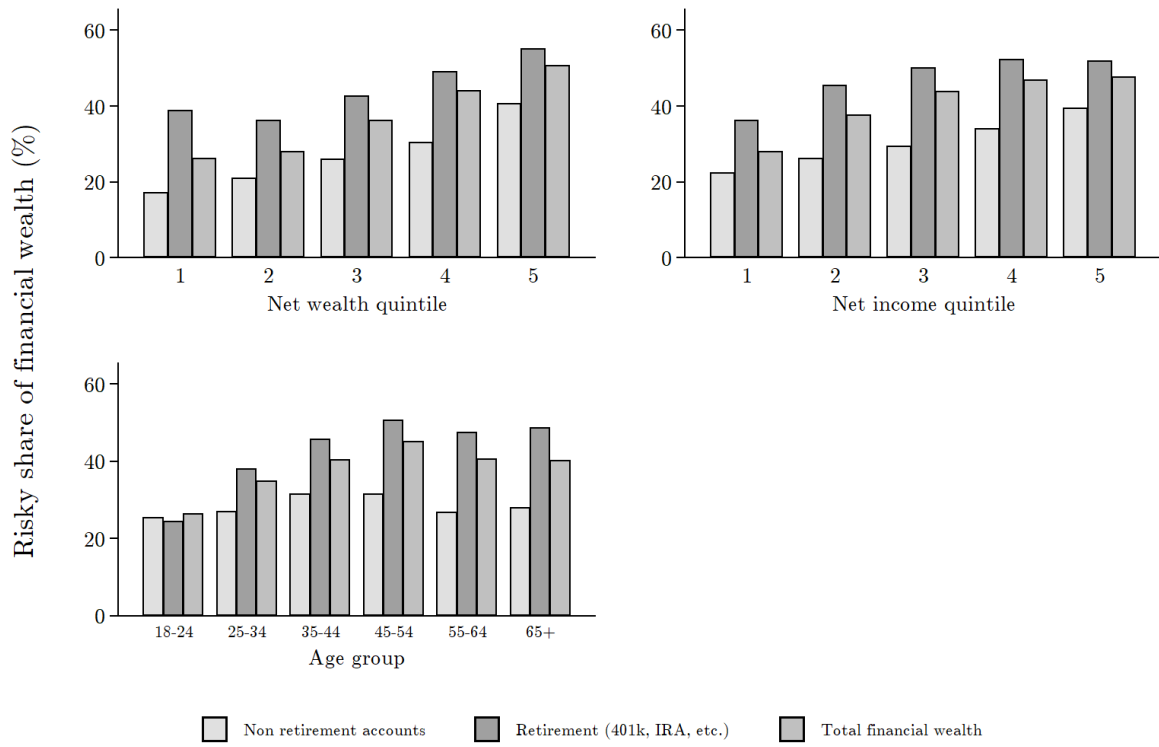 Risky share of financial wealth (%)
60
40
20
0
1 2 3 4 5
Net wealth quintile
60
40
20
0
1 2 3 4 5
Net income quintile
60
40
20
0
18-24 25-34 35-44 45-54 55-64 65+
Age group
Non retirement accounts Retirement (401k, IRA, etc.) Total financial wealth